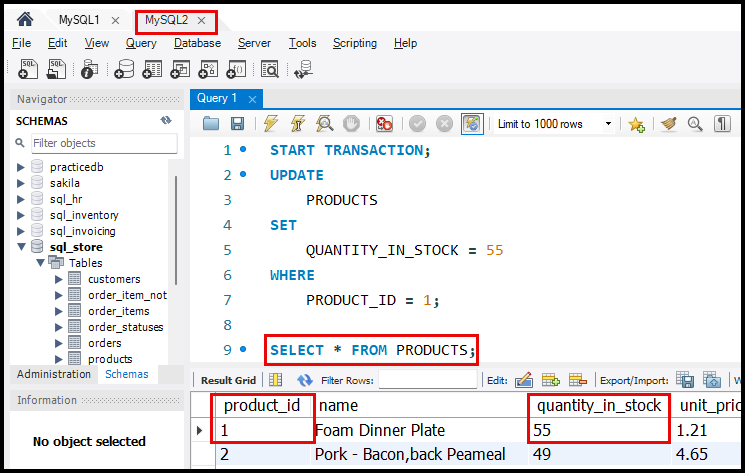 MySQL1 MySQL2
File Edit View Query Database Server Tools Scripting Help
Navigator
SCHEMAS
Filter objects
practicedb
sakila
sql_hr
sql_inventory
sql_invoicing
sql_store
Tables
customers
order_item_not
order_items
order_statuses
orders
products
Administration Schemas
Information
No object selected
Query 1
Limit to 1000 rows
1 START TRANSACTION;
2 UPDATE
3 PRODUCTS
4 SET
5 QUANTITY_IN_STOCK = 55
6 WHERE
7 PRODUCT_ID = 1;
8
9 SELECT * FROM PRODUCTS;
Result Grid Filter Rows: Edit: Export/Import: W
product_id name quantity_in_stock unit_pric
1 Foam Dinner Plate 55 1.21
2 Pork - Bacon,back Peameal 49 4.65